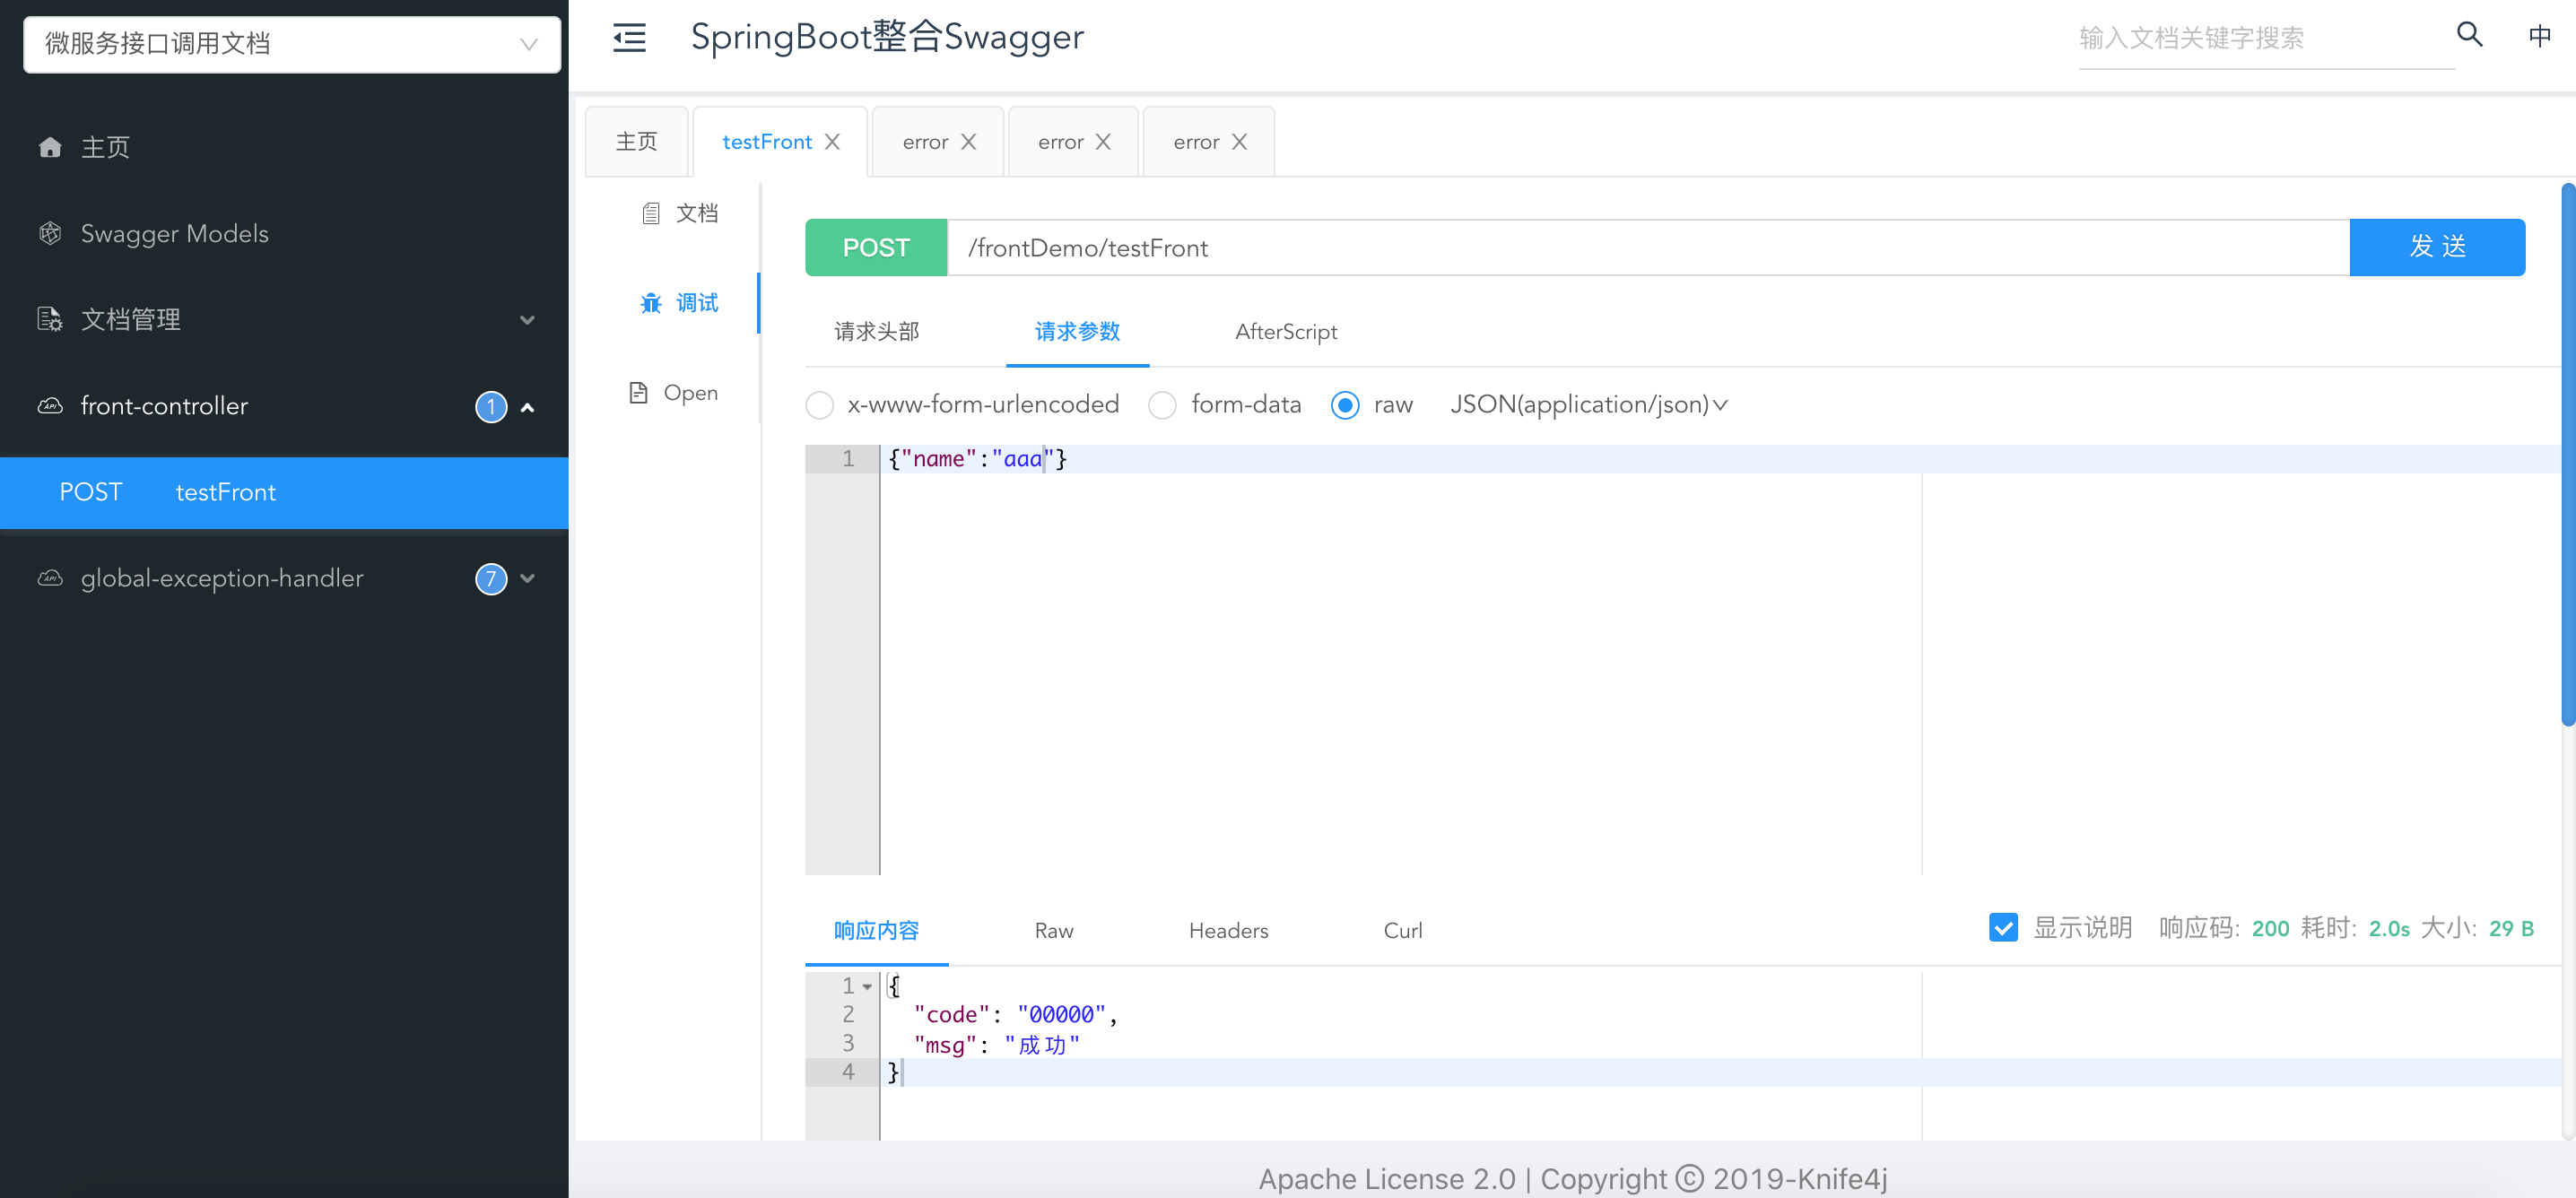 微服务接口调用文档
主页
Swagger Models
文档管理
front-controller 1
POST testFront
global-exception-handler 7
SpringBoot整合Swagger
输入文档关键字搜索
中
主页 testFront error error error
文档
调试
Open
POST /frontDemo/testFront 发 送
请求头部 请求参数 AfterScript
x-www-form-urlencoded form-data raw JSON(application/json)
1 {"name":"aaa"}
响应内容 Raw Headers Curl 显示说明 响应码: 200 耗时: 2.0s 大小: 29 B
1 {
2 "code": "00000",
3 "msg": "成功"
4 }
Apache License 2.0 | Copyright © 2019-Knife4j